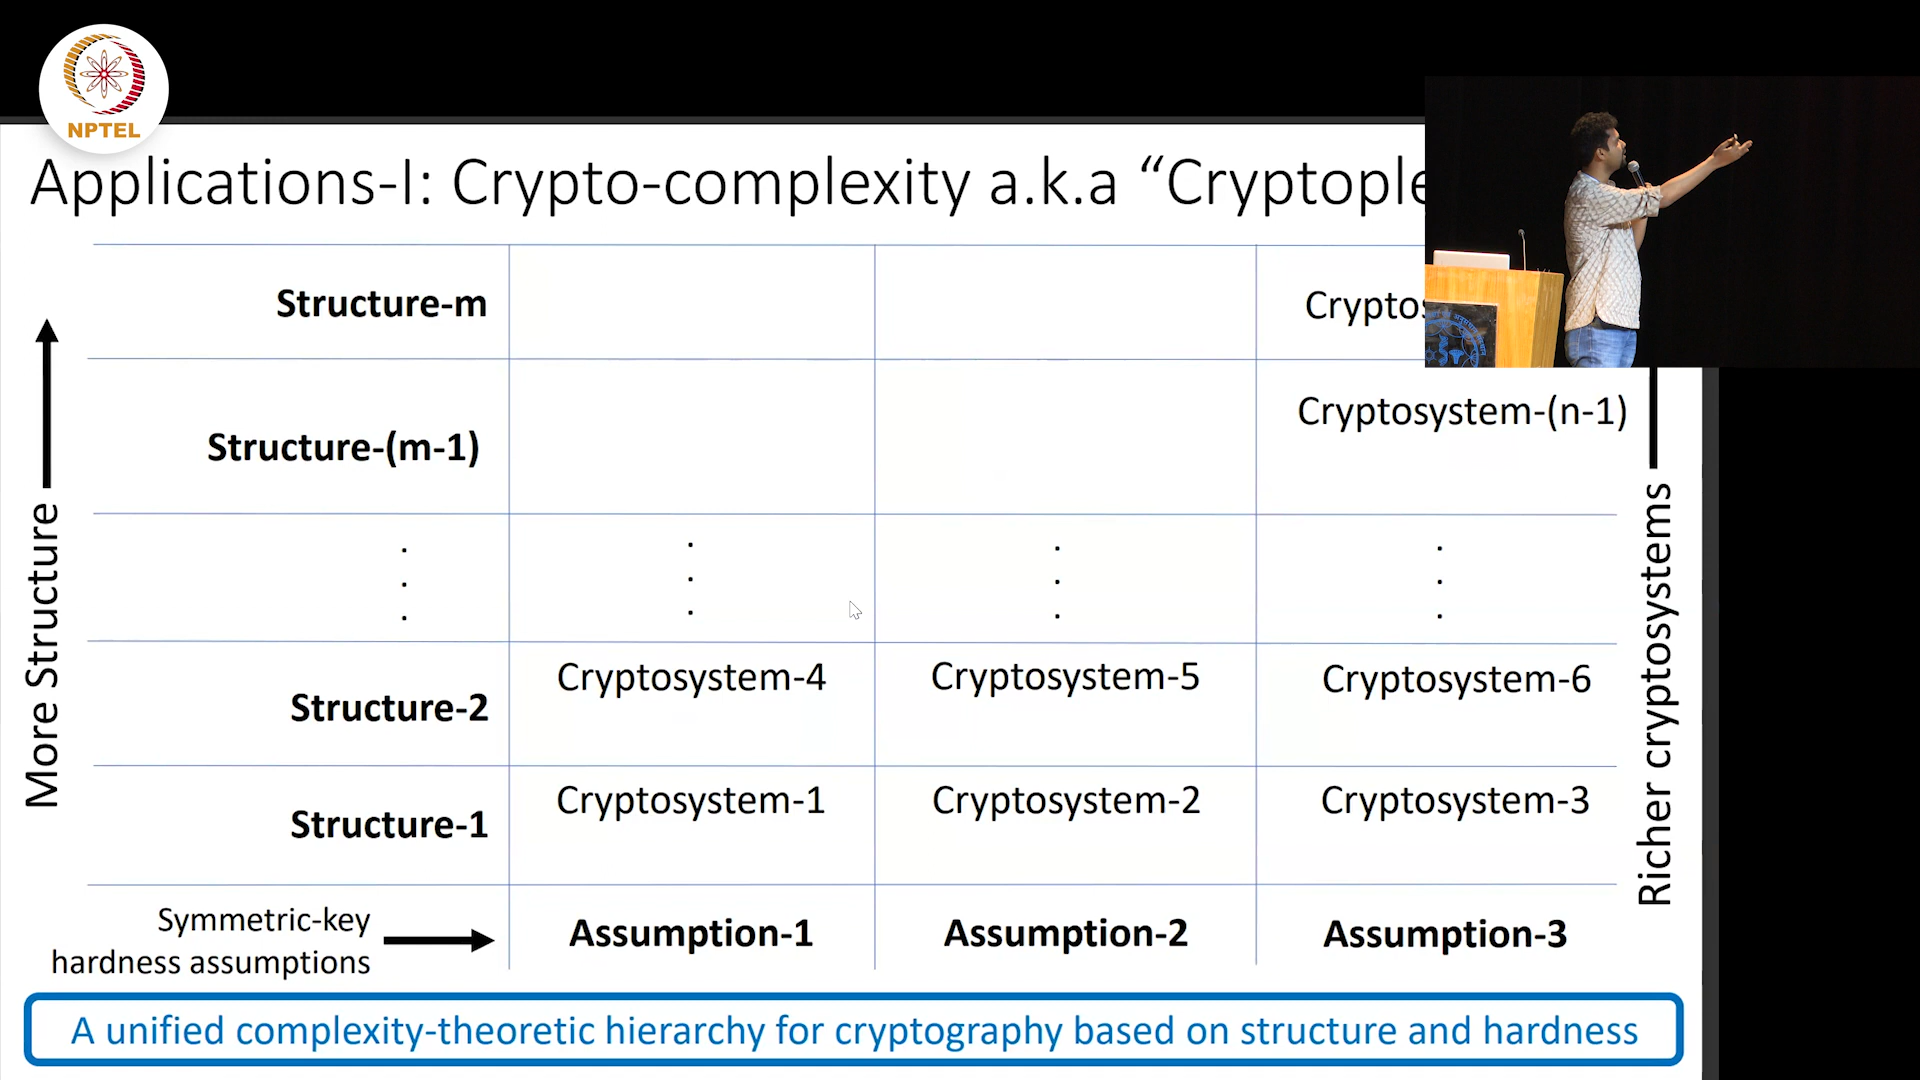 NPTEL
Applications-I: Crypto-complexity a.k.a “Cryptople
Structure-m
Cryptos
Structure-(m-1)
Cryptosystem-(n-1)
Structure-2
Cryptosystem-4
Cryptosystem-5
Cryptosystem-6
Structure-1
Cryptosystem-1
Cryptosystem-2
Cryptosystem-3
Symmetric-key
hardness assumptions
Assumption-1
Assumption-2
Assumption-3
More Structure
Richer cryptosystems
A unified complexity-theoretic hierarchy for cryptography based on structure and hardness